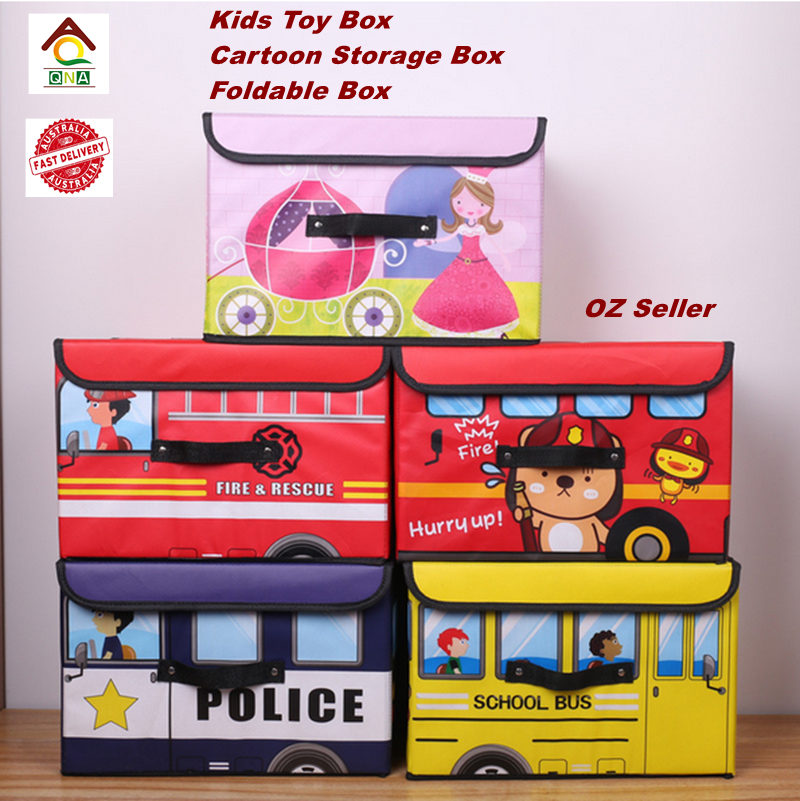 Kids Toy Box
Cartoon Storage Box
Foldable Box
QNA
AUSTRALIA
FAST DELIVERY
AUSTRALIA
OZ Seller
FIRE & RESCUE
Fire!
Hurry up!
POLICE
SCHOOL BUS